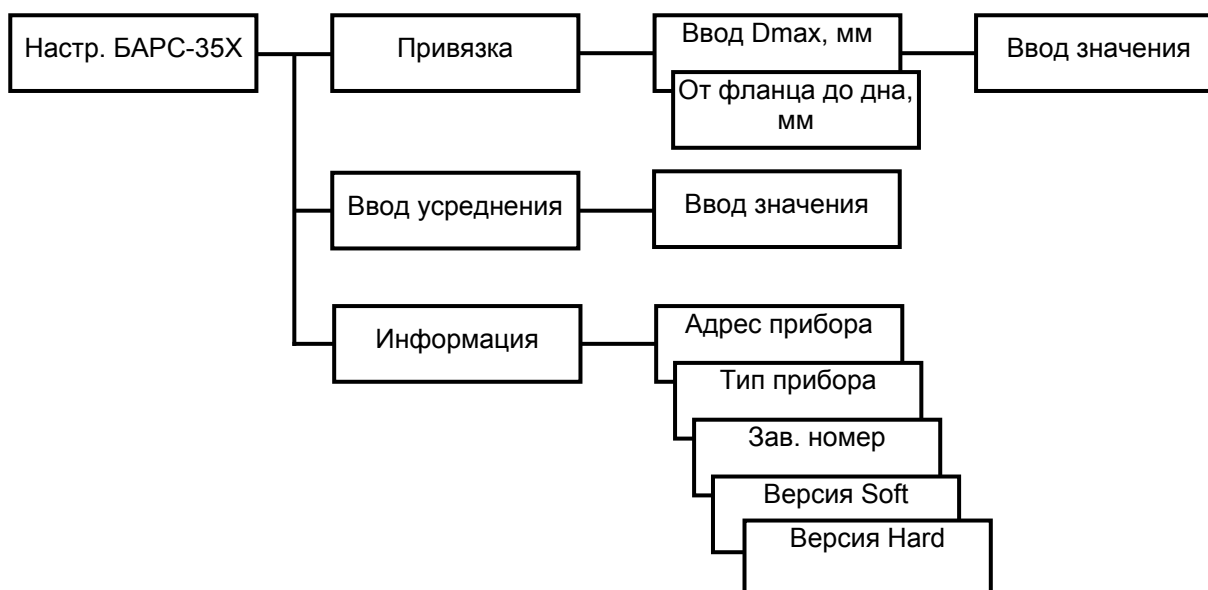 Настр. БАРС-35Х
Привязка
Ввод Dmax, мм
Ввод значения
От фланца до дна,
мм
Ввод усреднения
Ввод значения
Информация
Адрес прибора
Тип прибора
Зав. номер
Версия Soft
Версия Hard